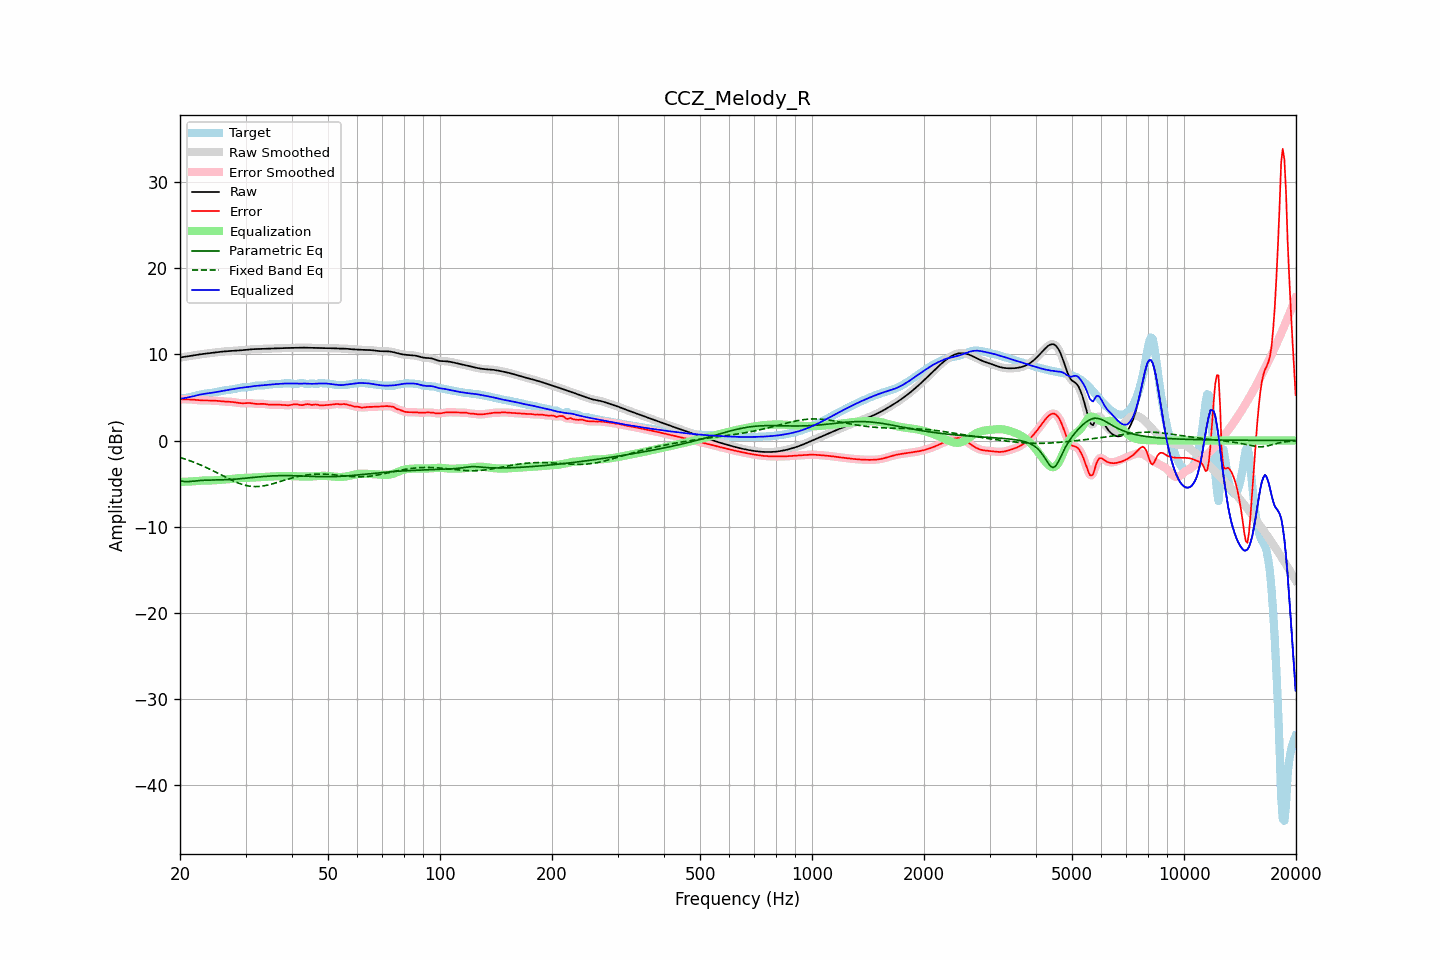 CCZ_Melody_R
Target
Raw Smoothed
Error Smoothed
Raw
Error
Equalization
Parametric Eq
Fixed Band Eq
Equalized
Amplitude (dBr)
30
20
10
0
−10
−20
−30
−40
20 50 100 200 500 1000 2000 5000 10000 20000
Frequency (Hz)